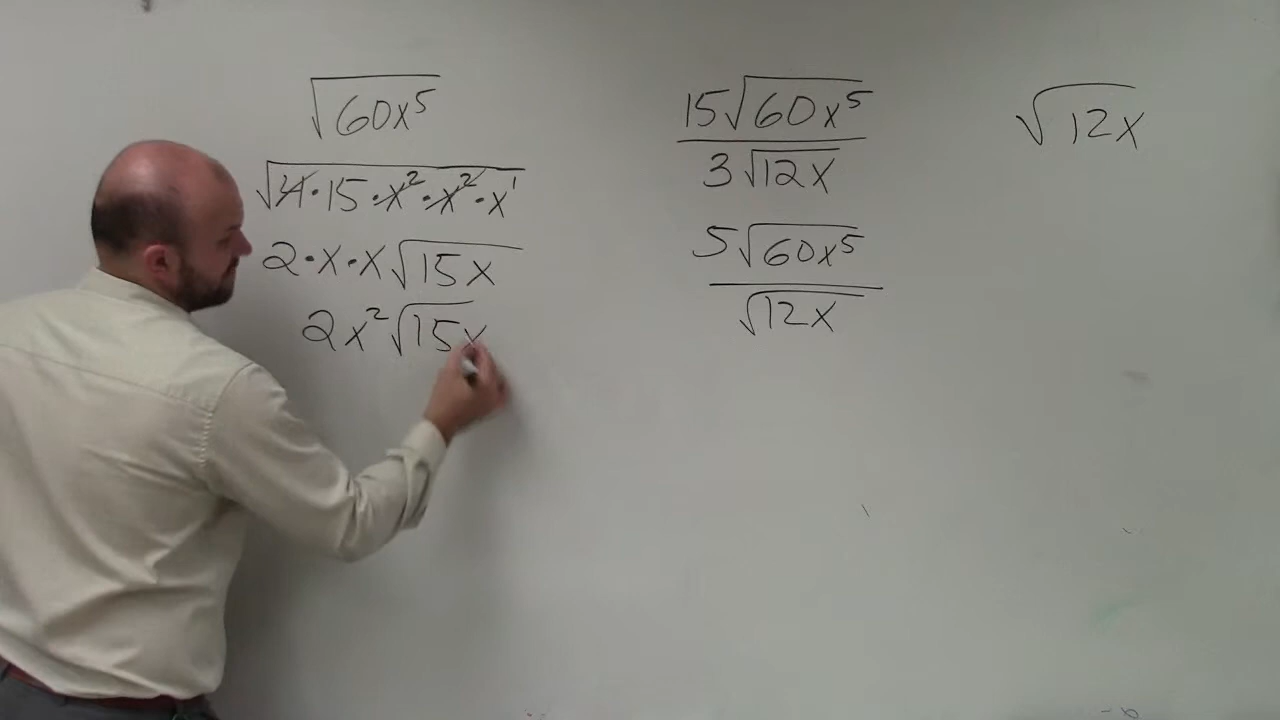 √60x⁵
√4·15·x²·x²·x¹
2·x·x√15x
2x²√15x
15√60x⁵
3√12x
5√60x⁵
√12x
√12x